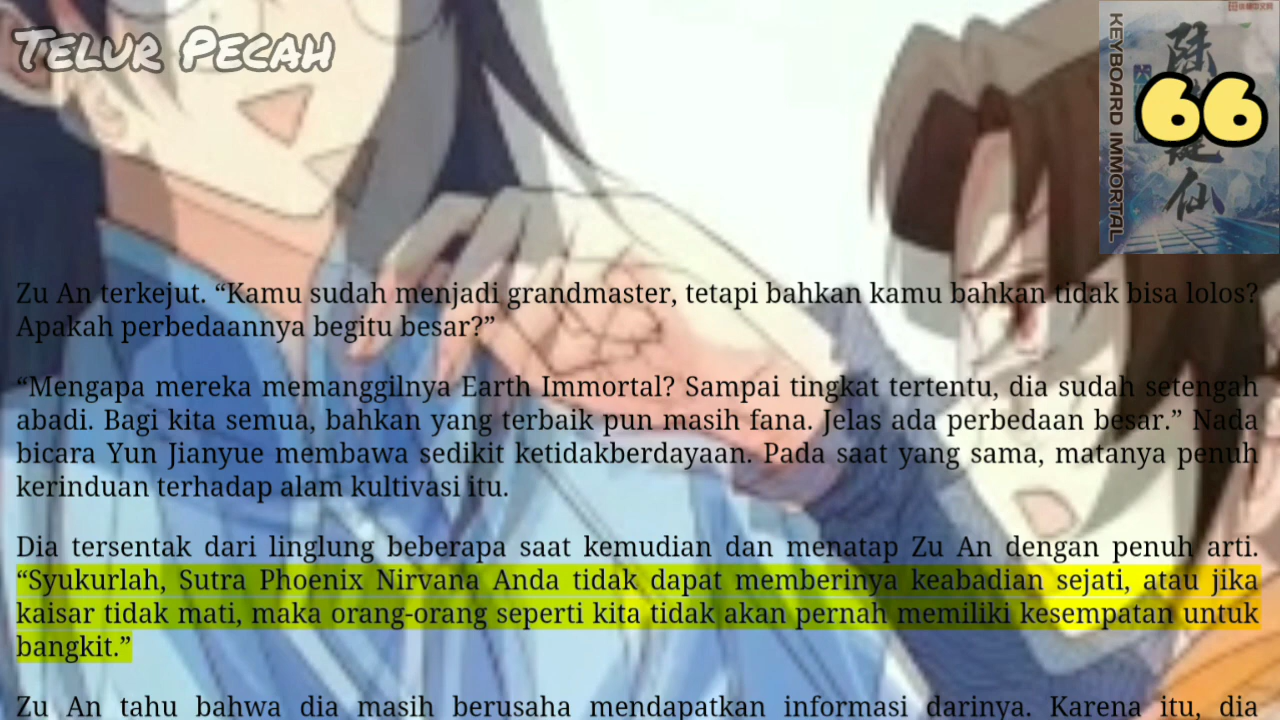 Telur Pecah
KEYBOARD IMMORTAL
66
Zu An terkejut. “Kamu sudah menjadi grandmaster, tetapi bahkan kamu bahkan tidak bisa lolos?
Apakah perbedaannya begitu besar?”
“Mengapa mereka memanggilnya Earth Immortal? Sampai tingkat tertentu, dia sudah setengah
abadi. Bagi kita semua, bahkan yang terbaik pun masih fana. Jelas ada perbedaan besar.” Nada
bicara Yun Jianyue membawa sedikit ketidakberdayaan. Pada saat yang sama, matanya penuh
kerinduan terhadap alam kultivasi itu.
Dia tersentak dari linglung beberapa saat kemudian dan menatap Zu An dengan penuh arti.
“Syukurlah, Sutra Phoenix Nirvana Anda tidak dapat memberinya keabadian sejati, atau jika
kaisar tidak mati, maka orang-orang seperti kita tidak akan pernah memiliki kesempatan untuk
bangkit.”
Zu An tahu bahwa dia masih berusaha mendapatkan informasi darinya. Karena itu, dia